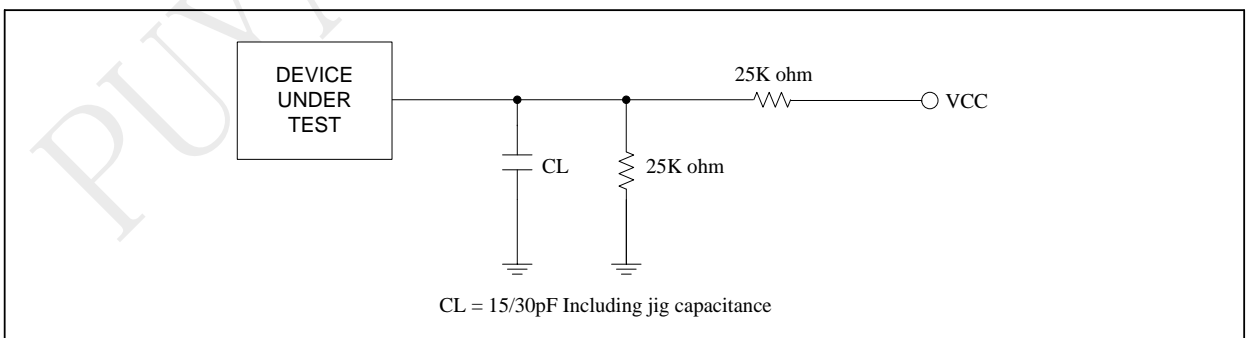 DEVICE
UNDER
TEST
25K ohm
VCC
CL
25K ohm
CL = 15/30pF Including jig capacitance